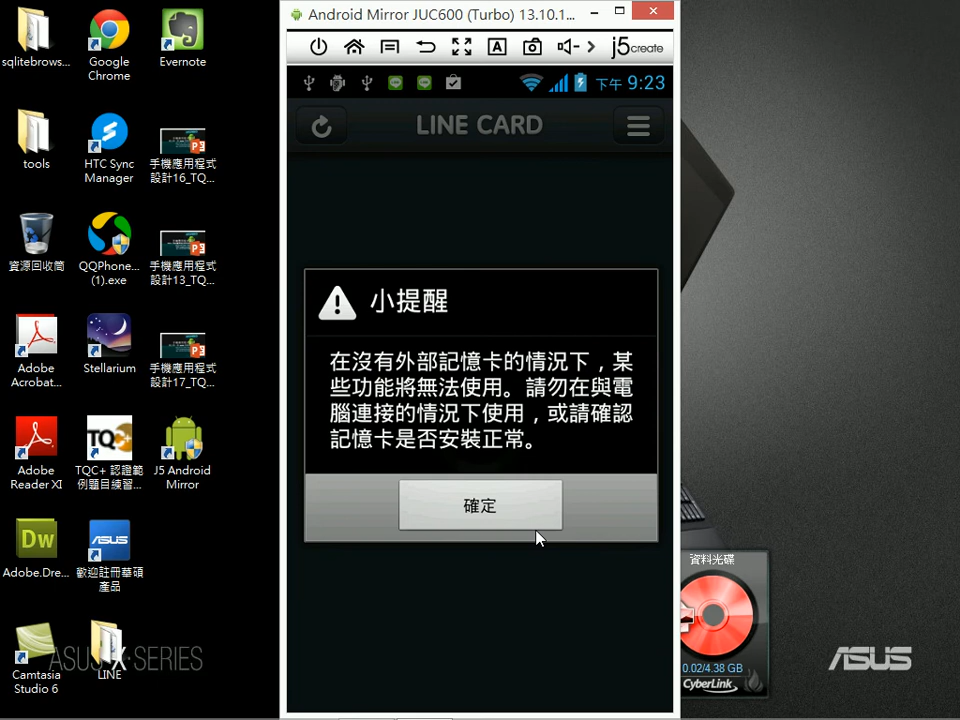 sqlitebrows...
Google
Chrome
Evernote
tools
HTC Sync
Manager
手機應用程式
設計16_TQ...
資源回收筒
QQPhone...
(1).exe
手機應用程式
設計13_TQ...
Adobe
Acrobat...
Stellarium
手機應用程式
設計17_TQ...
Adobe
Reader XI
TQC+ 認證範
例題目練習...
J5 Android
Mirror
Dw
Adobe.Dre...
ASUS
歡迎註冊華碩
產品
Camtasia
Studio 6
LINE
ASUS X-SERIES
Android Mirror JUC600 (Turbo) 13.10.1...
A
j5create
下午 9:23
LINE CARD
小提醒
在沒有外部記憶卡的情況下，某
些功能將無法使用。請勿在與電
腦連接的情況下使用，或請確認
記憶卡是否安裝正常。
確定
資料光碟
0.02/4.38 GB
CyberLink
ASUS